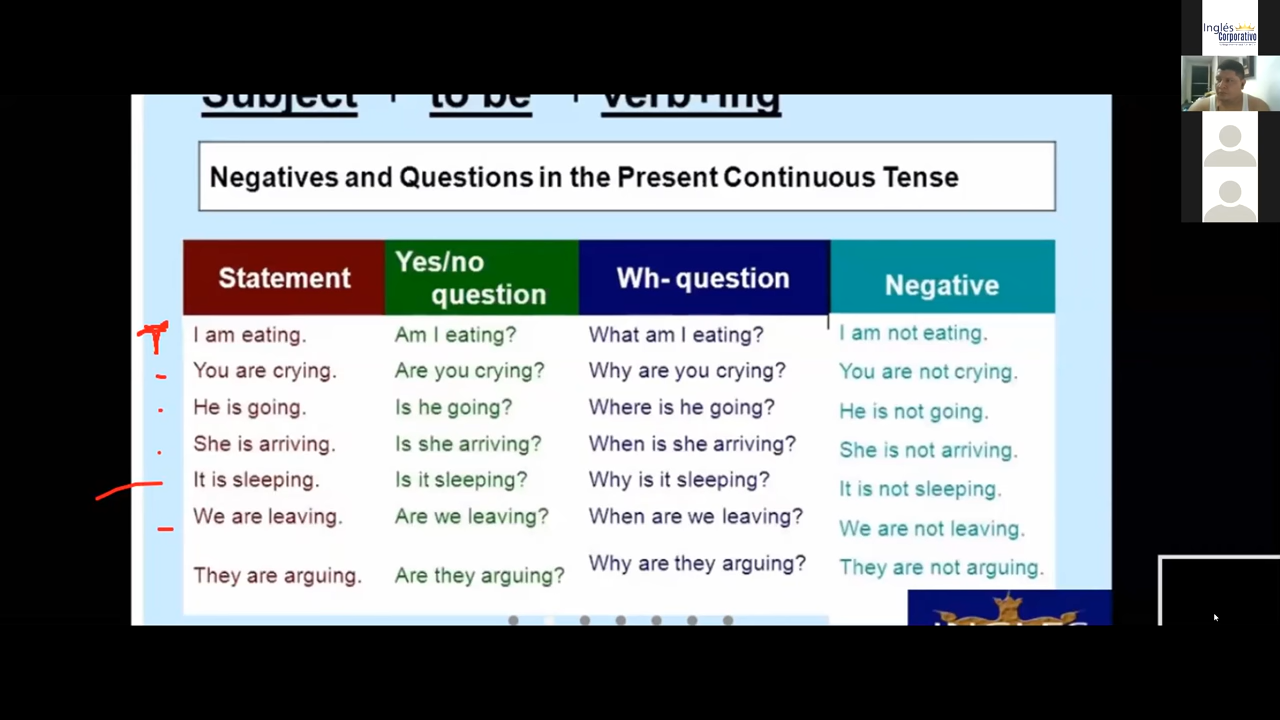 Subject + to be + verb+ing
Negatives and Questions in the Present Continuous Tense
Statement
Yes/no question
Wh- question
Negative
I am eating. Am I eating? What am I eating? I am not eating.
You are crying. Are you crying? Why are you crying? You are not crying.
He is going. Is he going? Where is he going? He is not going.
She is arriving. Is she arriving? When is she arriving? She is not arriving.
It is sleeping. Is it sleeping? Why is it sleeping? It is not sleeping.
We are leaving. Are we leaving? When are we leaving? We are not leaving.
They are arguing. Are they arguing? Why are they arguing? They are not arguing.
INGLES
Inglés
Corporativo